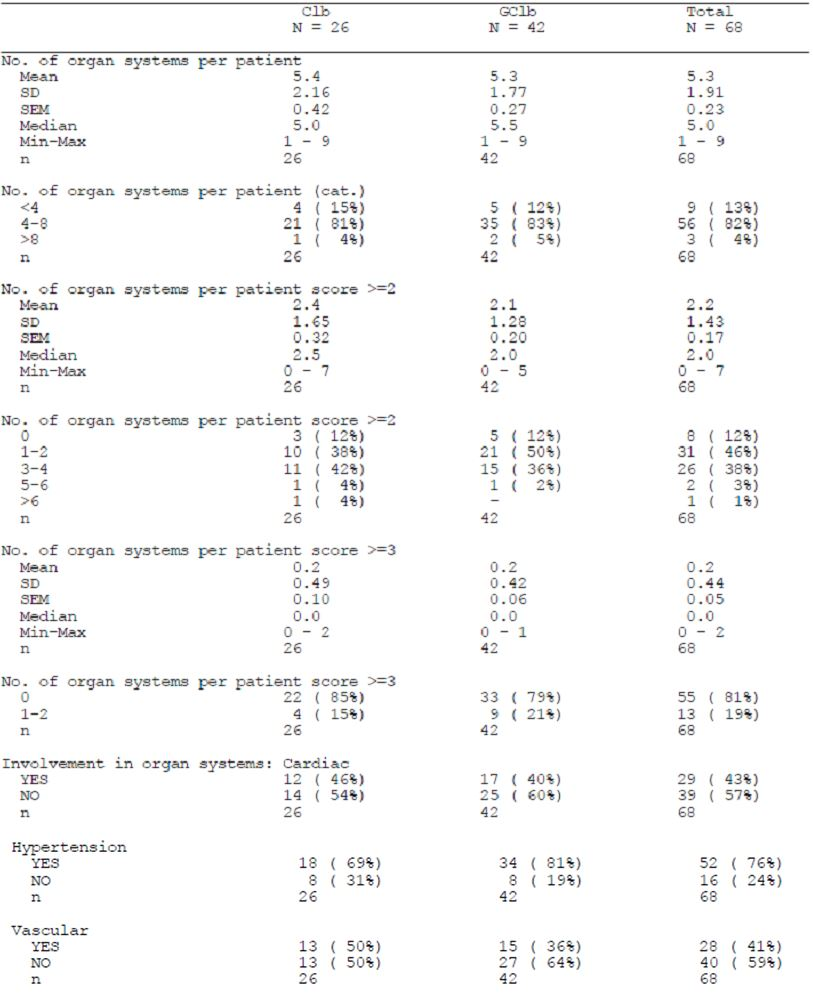 Clb GClb Total
N = 26 N = 42 N = 68
No. of organ systems per patient
Mean 5.4 5.3 5.3
SD 2.16 1.77 1.91
SEM 0.42 0.27 0.23
Median 5.0 5.5 5.0
Min-Max 1 - 9 1 - 9 1 - 9
n 26 42 68
No. of organ systems per patient (cat.)
<4 4 ( 15%) 5 ( 12%) 9 ( 13%)
4-8 21 ( 81%) 35 ( 83%) 56 ( 82%)
>8 1 ( 4%) 2 ( 5%) 3 ( 4%)
n 26 42 68
No. of organ systems per patient score >=2
Mean 2.4 2.1 2.2
SD 1.65 1.28 1.43
SEM 0.32 0.20 0.17
Median 2.5 2.0 2.0
Min-Max 0 - 7 0 - 5 0 - 7
n 26 42 68
No. of organ systems per patient score >=2
0 3 ( 12%) 5 ( 12%) 8 ( 12%)
1-2 10 ( 38%) 21 ( 50%) 31 ( 46%)
3-4 11 ( 42%) 15 ( 36%) 26 ( 38%)
5-6 1 ( 4%) 1 ( 2%) 2 ( 3%)
>6 1 ( 4%) - 1 ( 1%)
n 26 42 68
No. of organ systems per patient score >=3
Mean 0.2 0.2 0.2
SD 0.49 0.42 0.44
SEM 0.10 0.06 0.05
Median 0.0 0.0 0.0
Min-Max 0 - 2 0 - 1 0 - 2
n 26 42 68
No. of organ systems per patient score >=3
0 22 ( 85%) 33 ( 79%) 55 ( 81%)
1-2 4 ( 15%) 9 ( 21%) 13 ( 19%)
n 26 42 68
Involvement in organ systems: Cardiac
YES 12 ( 46%) 17 ( 40%) 29 ( 43%)
NO 14 ( 54%) 25 ( 60%) 39 ( 57%)
n 26 42 68
Hypertension
YES 18 ( 69%) 34 ( 81%) 52 ( 76%)
NO 8 ( 31%) 8 ( 19%) 16 ( 24%)
n 26 42 68
Vascular
YES 13 ( 50%) 15 ( 36%) 28 ( 41%)
NO 13 ( 50%) 27 ( 64%) 40 ( 59%)
n 26 42 68